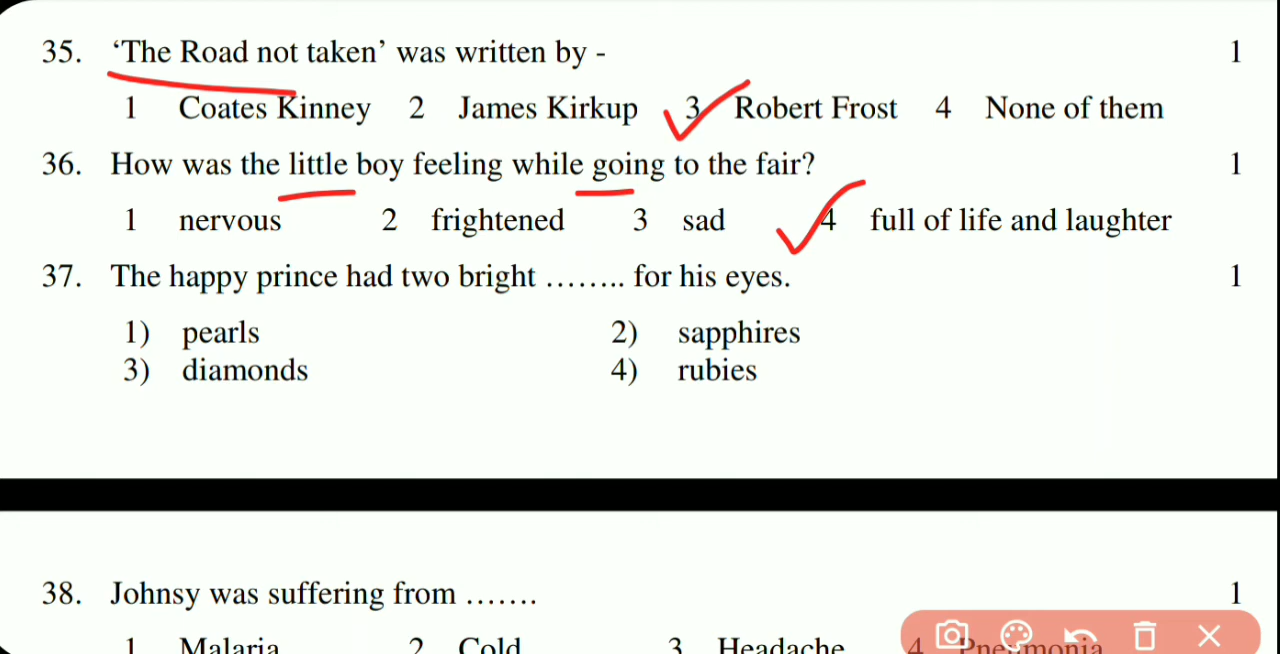 35. ‘The Road not taken’ was written by - 1
1 Coates Kinney 2 James Kirkup 3 Robert Frost 4 None of them
36. How was the little boy feeling while going to the fair? 1
1 nervous 2 frightened 3 sad 4 full of life and laughter
37. The happy prince had two bright ........ for his eyes. 1
1) pearls 2) sapphires
3) diamonds 4) rubies
38. Johnsy was suffering from ....... 1
1 Malaria 2 Cold 3 Headache 4 Pneumonia